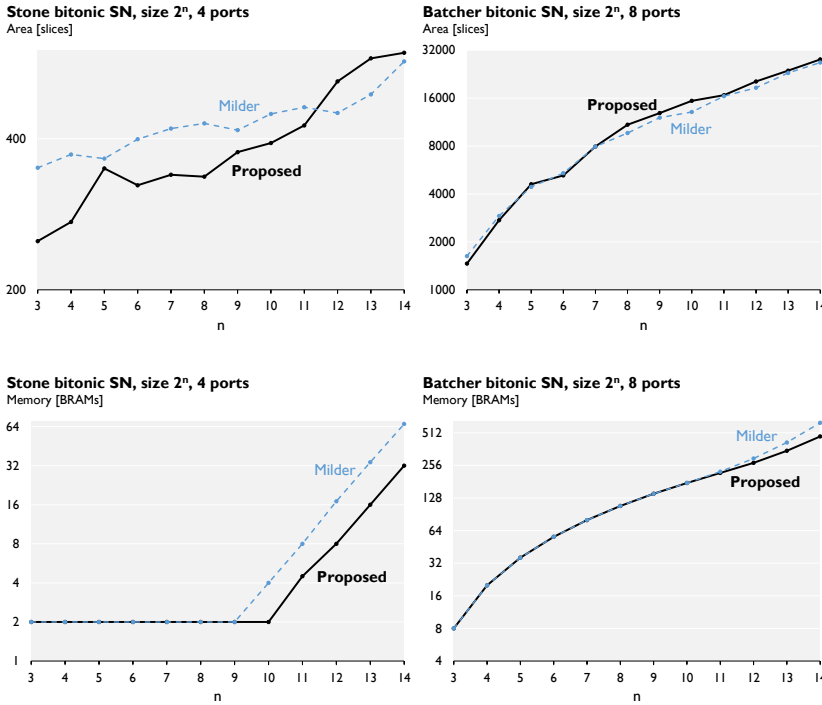 Stone bitonic SN, size 2ⁿ, 4 ports
Area [slices]
400
200
Milder
Proposed
3 4 5 6 7 8 9 10 11 12 13 14
n
Batcher bitonic SN, size 2ⁿ, 8 ports
Area [slices]
32000
16000
8000
4000
2000
1000
Proposed
Milder
3 4 5 6 7 8 9 10 11 12 13 14
n
Stone bitonic SN, size 2ⁿ, 4 ports
Memory [BRAMs]
64
32
16
8
4
2
1
Milder
Proposed
3 4 5 6 7 8 9 10 11 12 13 14
n
Batcher bitonic SN, size 2ⁿ, 8 ports
Memory [BRAMs]
512
256
128
64
32
16
8
4
Milder
Proposed
3 4 5 6 7 8 9 10 11 12 13 14
n